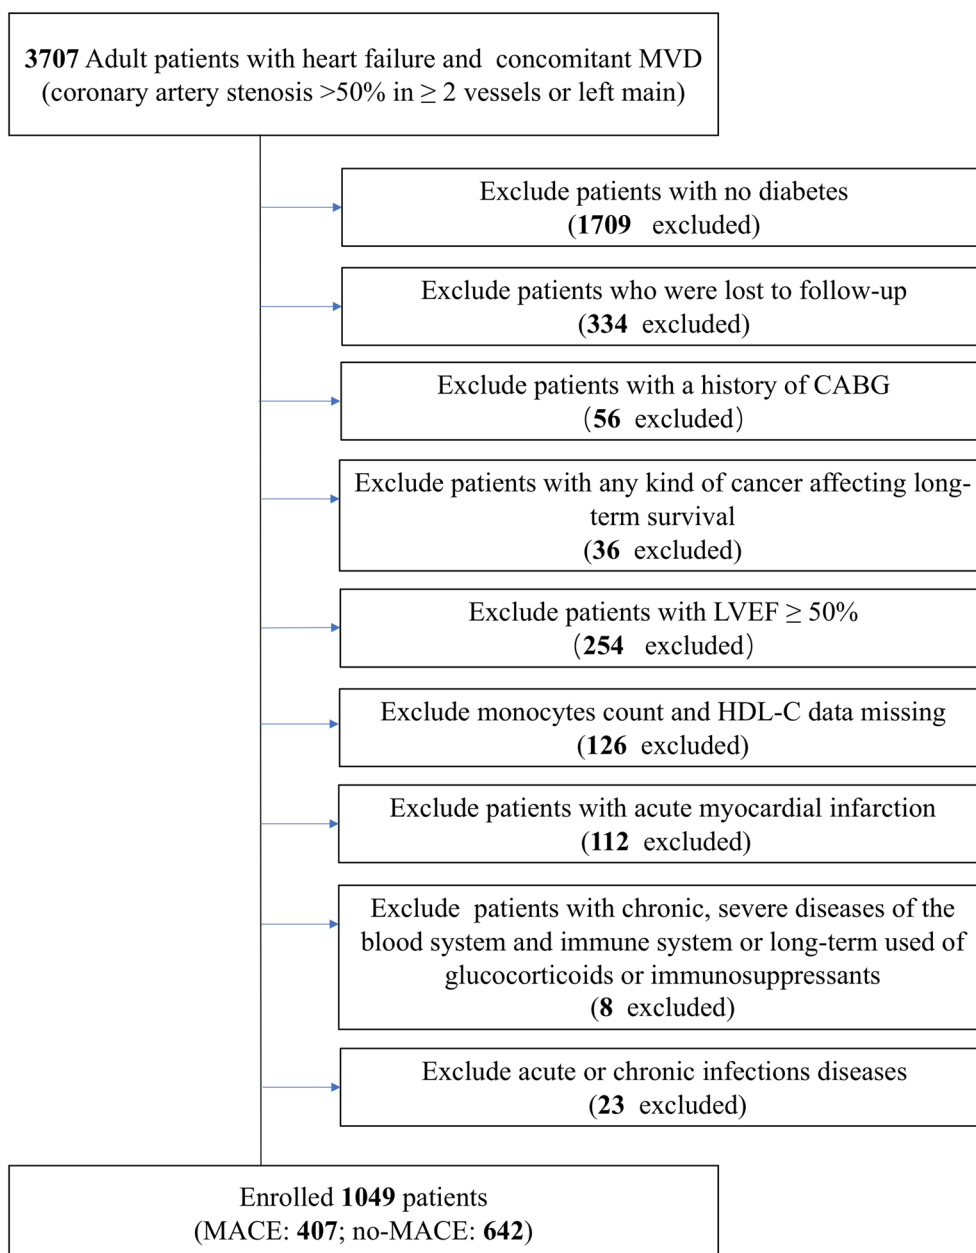 3707 Adult patients with heart failure and concomitant MVD
(coronary artery stenosis >50% in ≥ 2 vessels or left main)
Exclude patients with no diabetes
(1709 excluded)
Exclude patients who were lost to follow-up
(334 excluded)
Exclude patients with a history of CABG
(56 excluded)
Exclude patients with any kind of cancer affecting long-
term survival
(36 excluded)
Exclude patients with LVEF ≥ 50%
(254 excluded)
Exclude monocytes count and HDL-C data missing
(126 excluded)
Exclude patients with acute myocardial infarction
(112 excluded)
Exclude patients with chronic, severe diseases of the
blood system and immune system or long-term used of
glucocorticoids or immunosuppressants
(8 excluded)
Exclude acute or chronic infections diseases
(23 excluded)
Enrolled 1049 patients
(MACE: 407; no-MACE: 642)